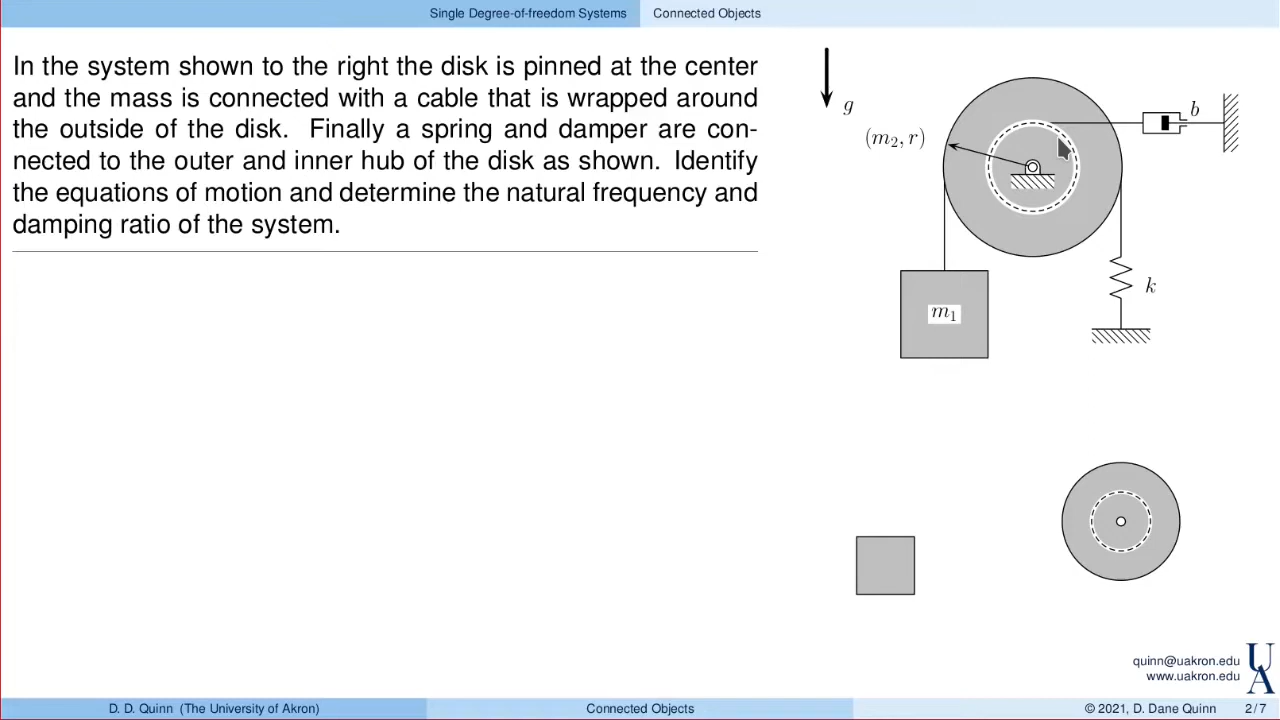 Single Degree-of-freedom Systems Connected Objects
In the system shown to the right the disk is pinned at the center
and the mass is connected with a cable that is wrapped around
the outside of the disk. Finally a spring and damper are con-
nected to the outer and inner hub of the disk as shown. Identify
the equations of motion and determine the natural frequency and
damping ratio of the system.
g
(m₂, r)
b
m₁
k
quinn@uakron.edu
www.uakron.edu
UA
D. D. Quinn (The University of Akron) Connected Objects © 2021, D. Dane Quinn 2/7